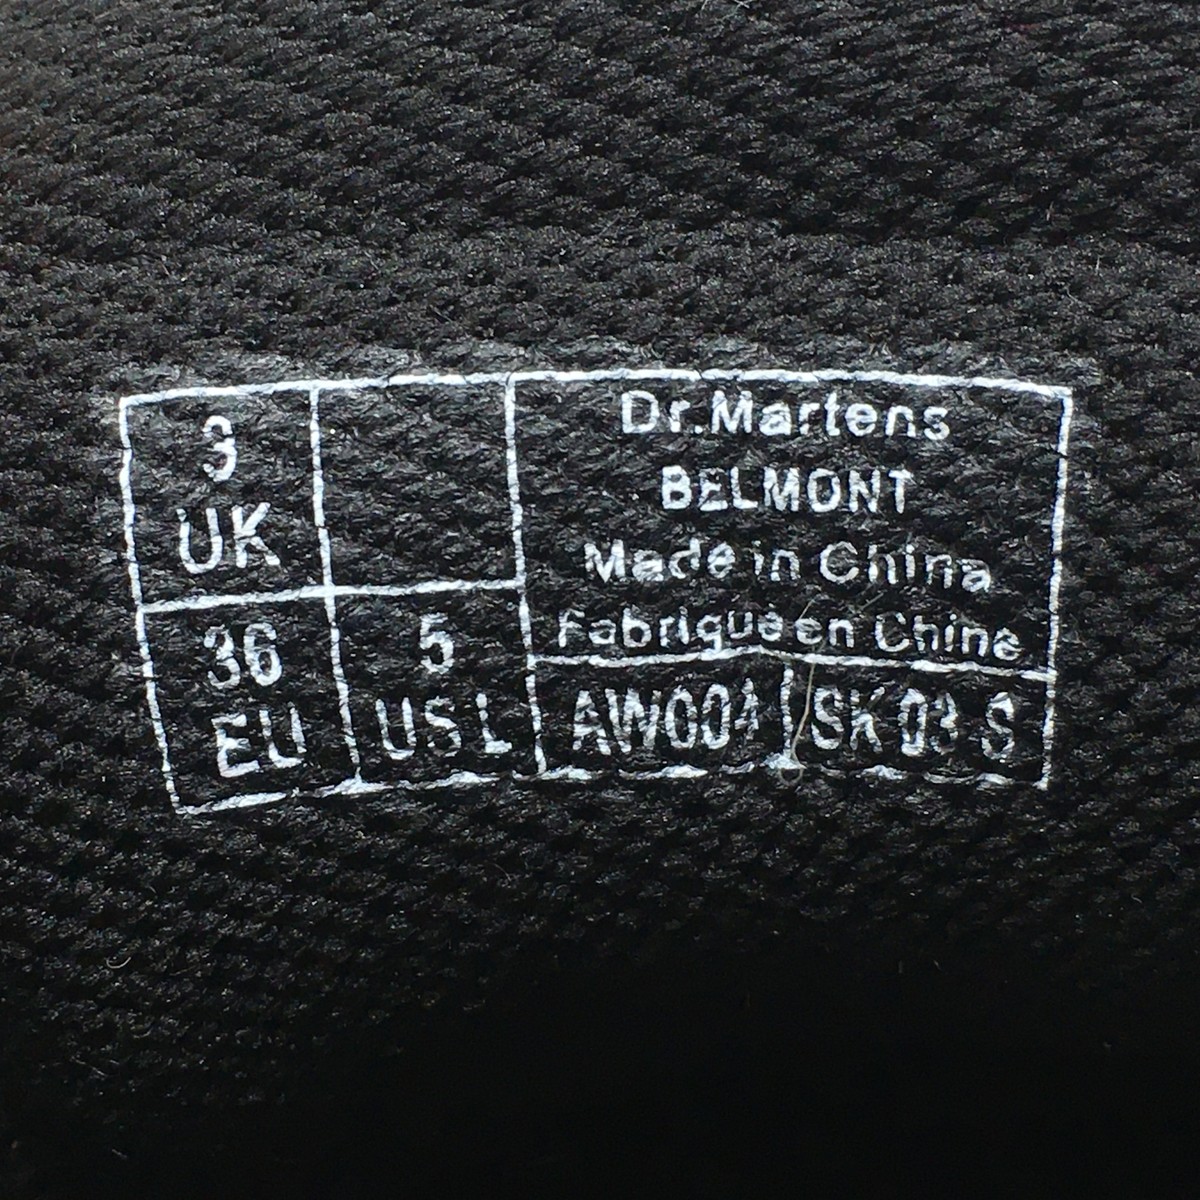 3
UK
36
EU
5
US L
Dr.Martens
BELMONT
Made in China
Fabriqué en Chine
AW004
SK 03 S